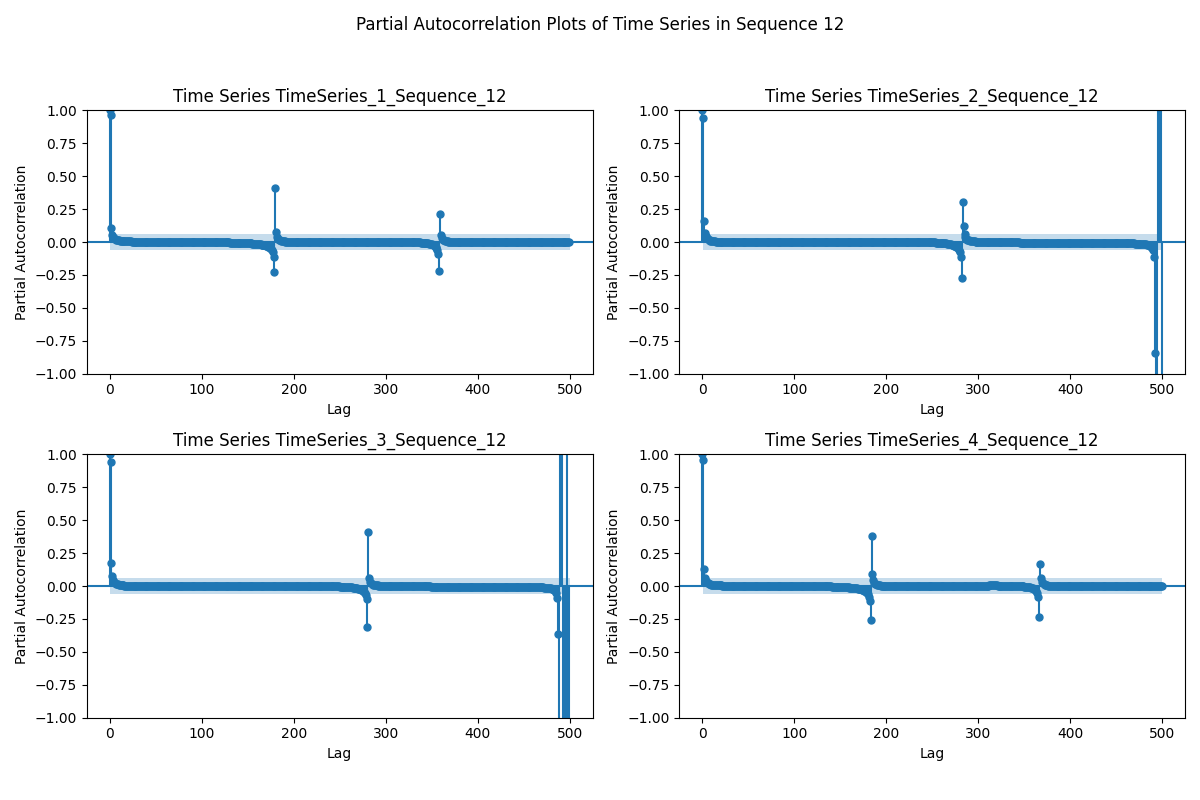 Partial Autocorrelation Plots of Time Series in Sequence 12
Time Series TimeSeries_1_Sequence_12
Partial Autocorrelation
1.00
0.75
0.50
0.25
0.00
−0.25
−0.50
−0.75
−1.00
0 100 200 300 400 500
Lag
Time Series TimeSeries_2_Sequence_12
Partial Autocorrelation
1.00
0.75
0.50
0.25
0.00
−0.25
−0.50
−0.75
−1.00
0 100 200 300 400 500
Lag
Time Series TimeSeries_3_Sequence_12
Partial Autocorrelation
1.00
0.75
0.50
0.25
0.00
−0.25
−0.50
−0.75
−1.00
0 100 200 300 400 500
Lag
Time Series TimeSeries_4_Sequence_12
Partial Autocorrelation
1.00
0.75
0.50
0.25
0.00
−0.25
−0.50
−0.75
−1.00
0 100 200 300 400 500
Lag